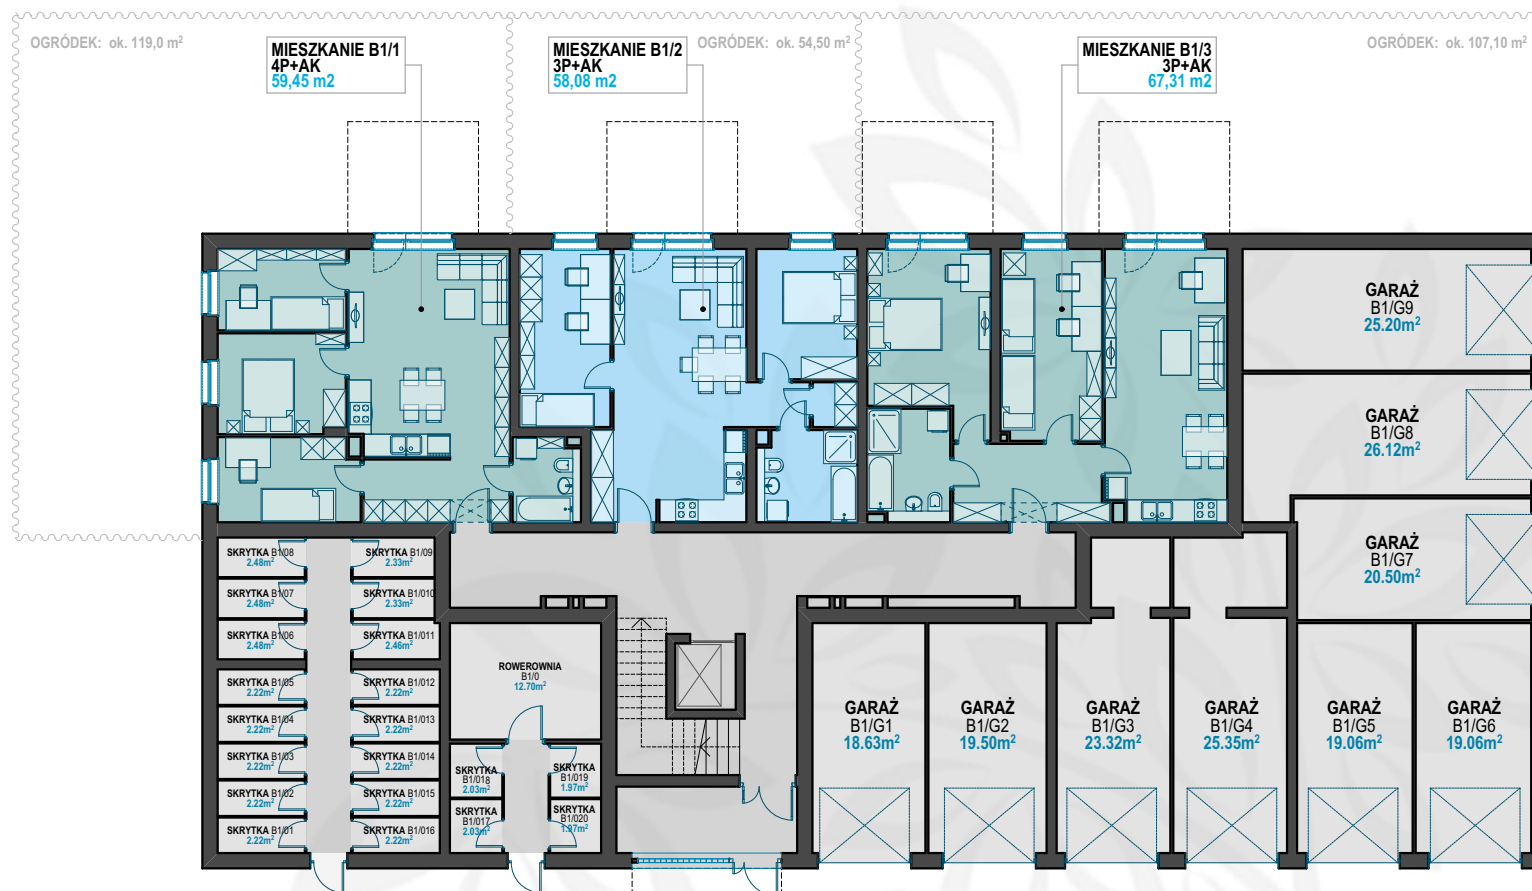 OGRÓDEK: ok. 119,0 m²
MIESZKANIE B1/1
4P+AK
59,45 m2
MIESZKANIE B1/2
3P+AK
58,08 m2
OGRÓDEK: ok. 54,50 m²
MIESZKANIE B1/3
3P+AK
67,31 m2
OGRÓDEK: ok. 107,10 m²
GARAŻ
B1/G9
25.20m²
GARAŻ
B1/G8
26.12m²
GARAŻ
B1/G7
20.50m²
SKRYTKA B1/08
2.48m²
SKRYTKA B1/09
2.33m²
SKRYTKA B1/07
2.48m²
SKRYTKA B1/010
2.33m²
SKRYTKA B1/06
2.48m²
SKRYTKA B1/011
2.46m²
SKRYTKA B1/05
2.22m²
SKRYTKA B1/012
2.22m²
SKRYTKA B1/04
2.22m²
SKRYTKA B1/013
2.22m²
SKRYTKA B1/03
2.22m²
SKRYTKA B1/014
2.22m²
SKRYTKA B1/02
2.22m²
SKRYTKA B1/015
2.22m²
SKRYTKA B1/01
2.22m²
SKRYTKA B1/016
2.22m²
ROWEROWNIA
B1/0
12.70m²
SKRYTKA
B1/018
2.03m²
SKRYTKA
B1/019
1.97m²
SKRYTKA
B1/017
2.03m²
SKRYTKA
B1/020
1.97m²
GARAŻ
B1/G1
18.63m²
GARAŻ
B1/G2
19.50m²
GARAŻ
B1/G3
23.32m²
GARAŻ
B1/G4
25.35m²
GARAŻ
B1/G5
19.06m²
GARAŻ
B1/G6
19.06m²